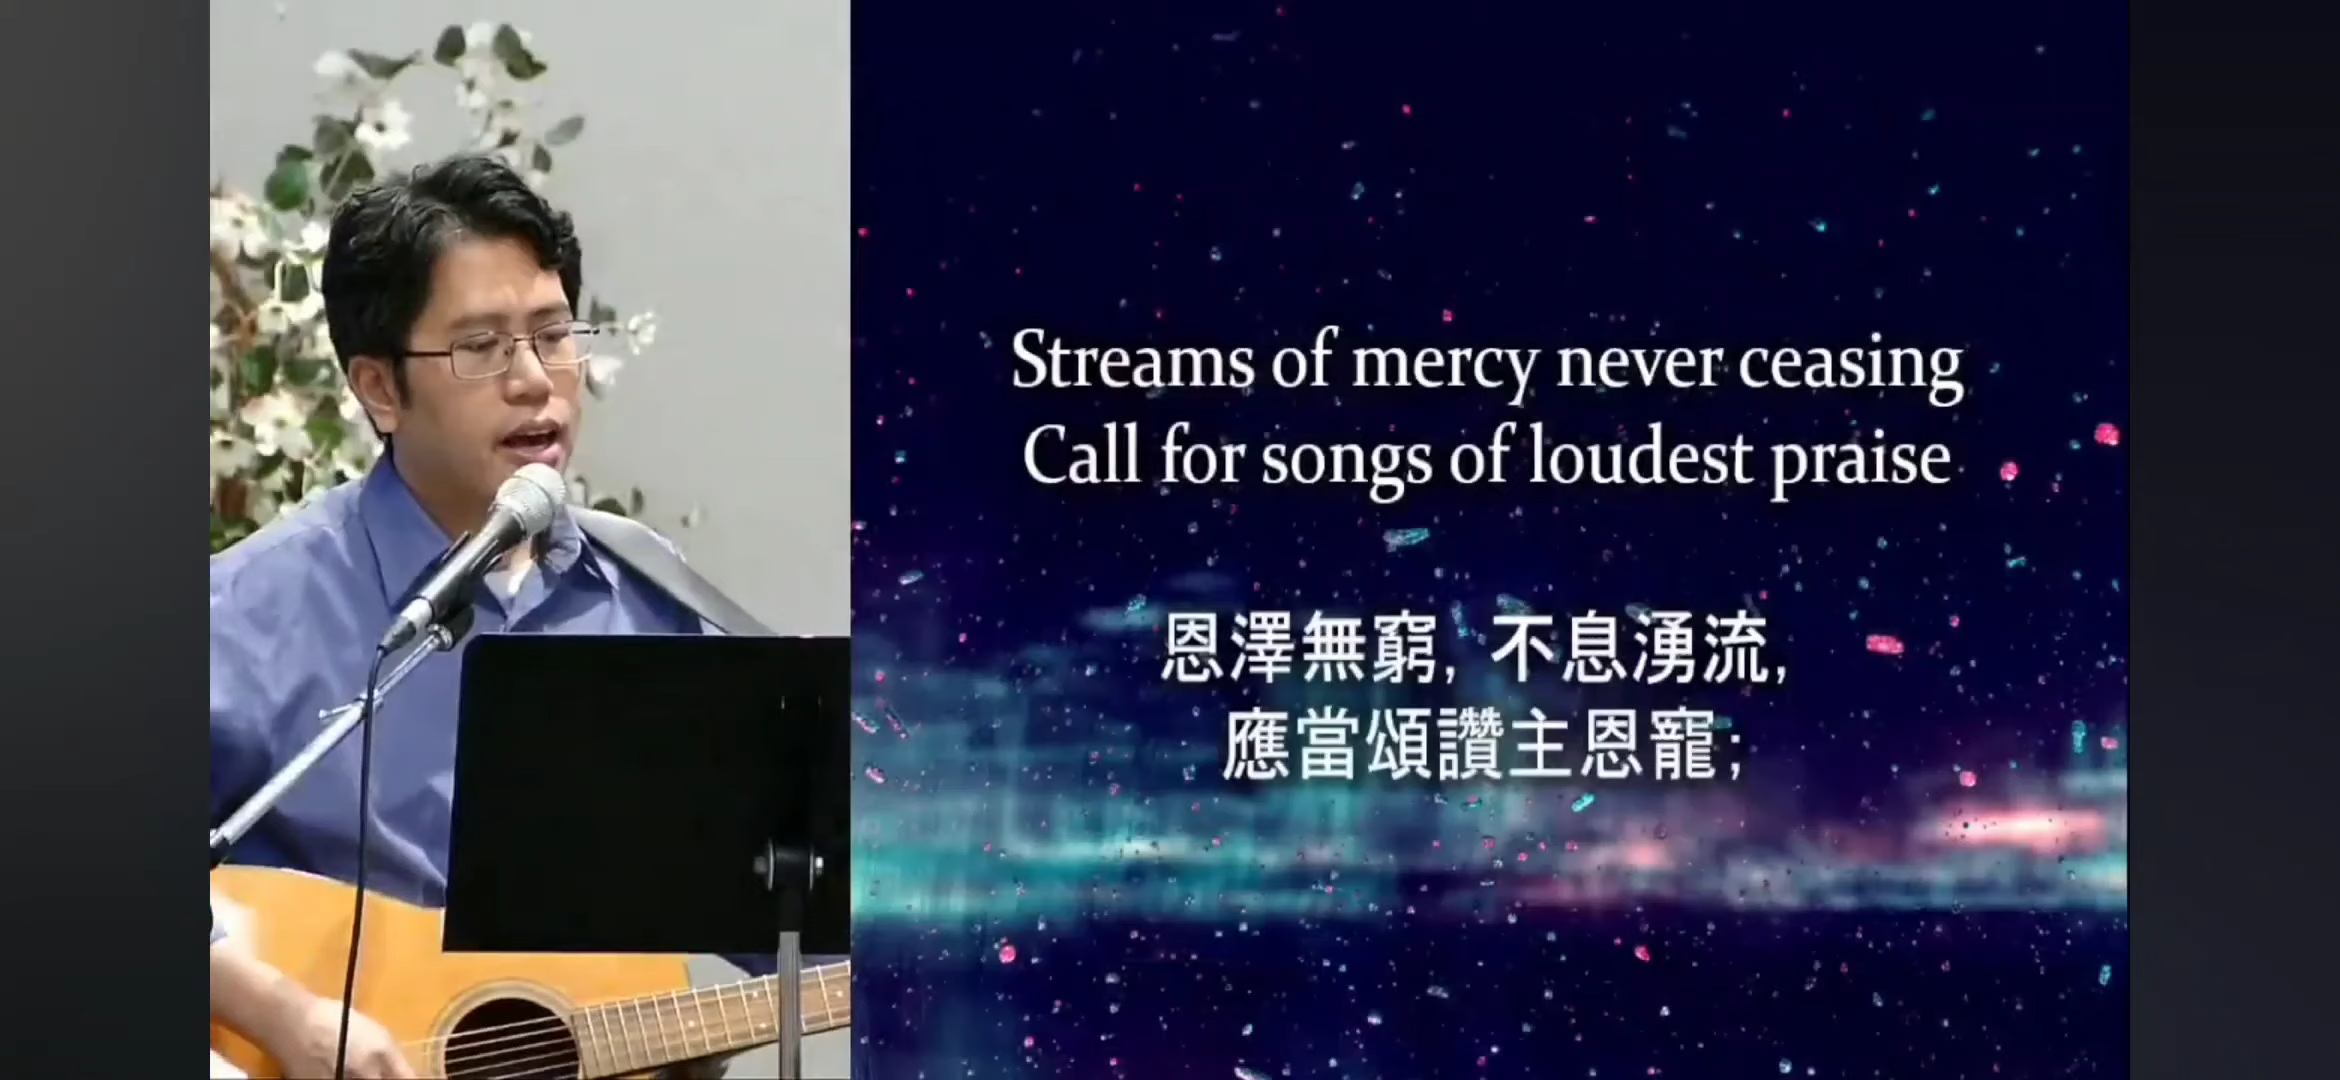 Streams of mercy never ceasing
Call for songs of loudest praise
恩澤無窮, 不息湧流,
應當頌讚主恩寵;